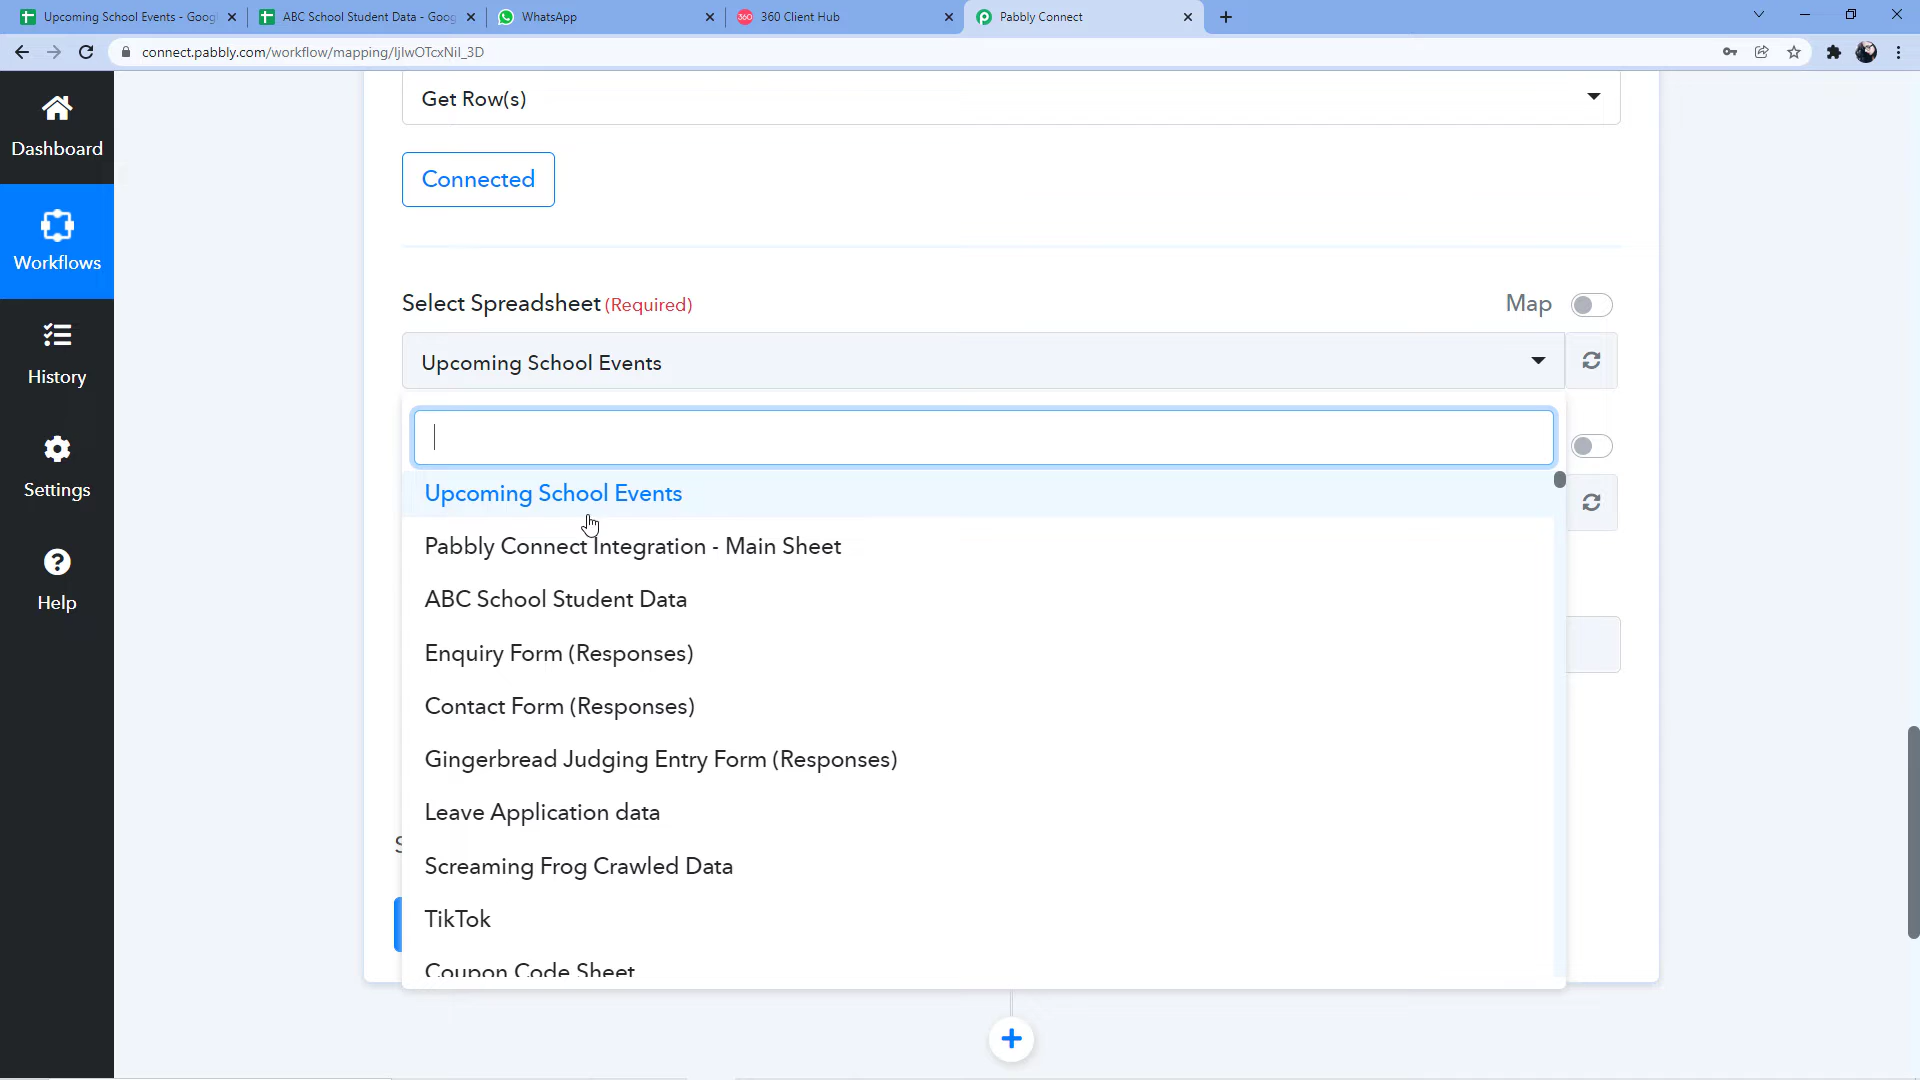 Upcoming School Events - Goog
ABC School Student Data - Goog
WhatsApp
360 Client Hub
Pabbly Connect
connect.pabbly.com/workflow/mapping/IjIwOTcxNiI_3D
Dashboard
Workflows
History
Settings
Help
Get Row(s)
Connected
Select Spreadsheet (Required)
Map
Upcoming School Events
Upcoming School Events
Pabbly Connect Integration - Main Sheet
ABC School Student Data
Enquiry Form (Responses)
Contact Form (Responses)
Gingerbread Judging Entry Form (Responses)
Leave Application data
Screaming Frog Crawled Data
TikTok
Coupon Code Sheet